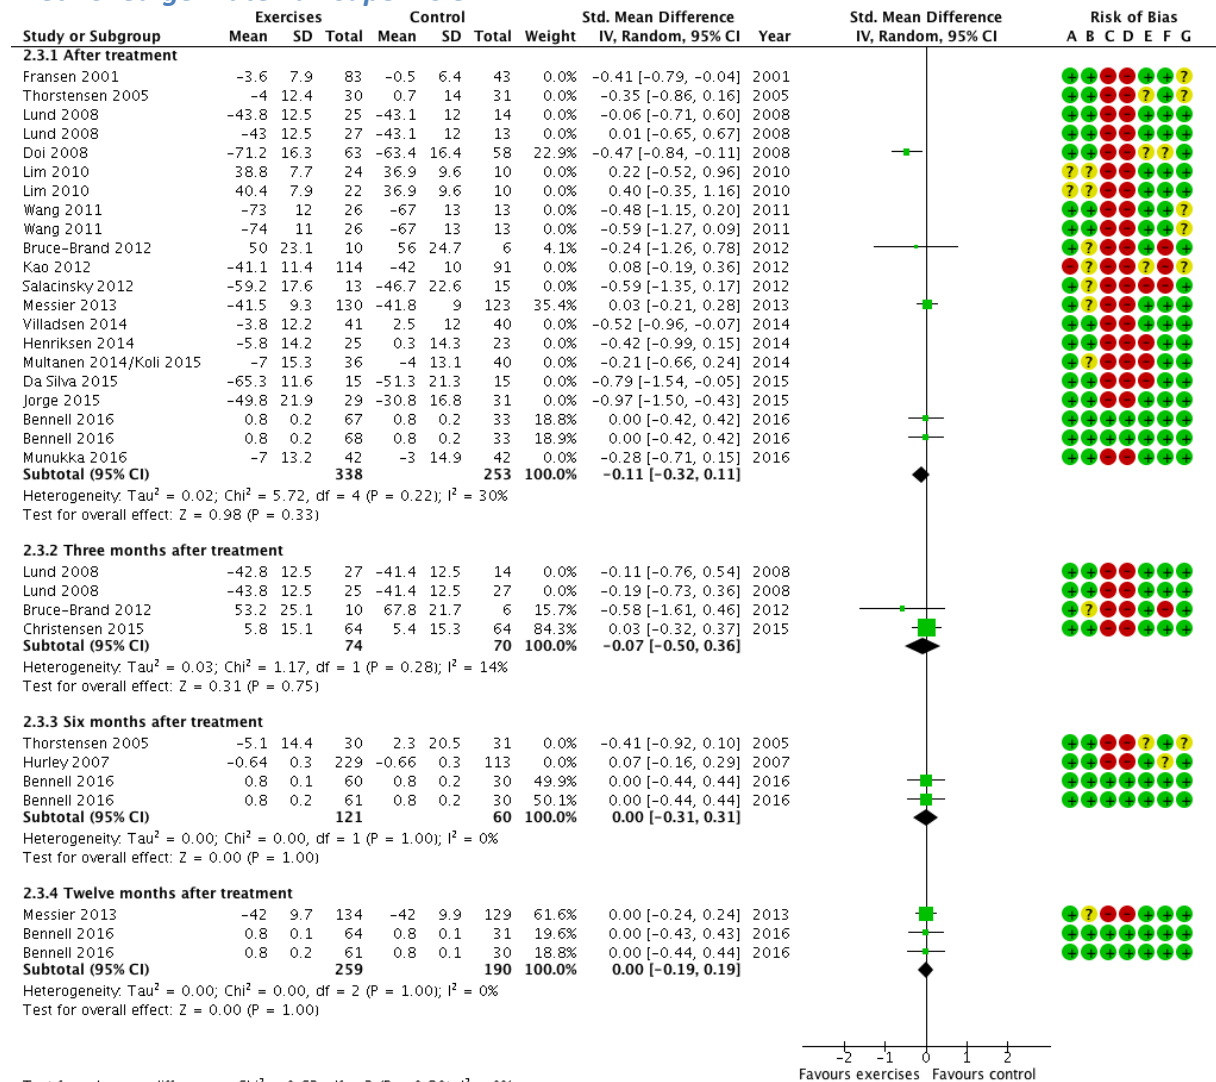 Exercises Control Std. Mean Difference Std. Mean Difference Risk of Bias
Study or Subgroup Mean SD Total Mean SD Total Weight IV, Random, 95% CI Year IV, Random, 95% CI A B C D E F G
2.3.1 After treatment
Fransen 2001 −3.6 7.9 83 −0.5 6.4 43 0.0% −0.41 [−0.79, −0.04] 2001 + + − − + + ?
Thorstensen 2005 −4 12.4 30 0.7 14 31 0.0% −0.35 [−0.86, 0.16] 2005 + + − − ? + ?
Lund 2008 −43.8 12.5 25 −43.1 12 14 0.0% −0.06 [−0.71, 0.60] 2008 + + − − + + +
Lund 2008 −43 12.5 27 −43.1 12 13 0.0% 0.01 [−0.65, 0.67] 2008 + + − − + + +
Doi 2008 −71.2 16.3 63 −63.4 16.4 58 22.9% −0.47 [−0.84, −0.11] 2008 + + − − ? ? +
Lim 2010 38.8 7.7 24 36.9 9.6 10 0.0% 0.22 [−0.52, 0.96] 2010 ? ? − − + + +
Lim 2010 40.4 7.9 22 36.9 9.6 10 0.0% 0.40 [−0.35, 1.16] 2010 ? ? − − + + +
Wang 2011 −73 12 26 −67 13 13 0.0% −0.48 [−1.15, 0.20] 2011 + + − − + + ?
Wang 2011 −74 11 26 −67 13 13 0.0% −0.59 [−1.27, 0.09] 2011 + + − − + + ?
Bruce−Brand 2012 50 23.1 10 56 24.7 6 4.1% −0.24 [−1.26, 0.78] 2012 + ? − − + − +
Kao 2012 −41.1 11.4 114 −42 10 91 0.0% 0.08 [−0.19, 0.36] 2012 − ? − − ? − ?
Salacinsky 2012 −59.2 17.6 13 −46.7 22.6 15 0.0% −0.59 [−1.35, 0.17] 2012 + ? − − − − +
Messier 2013 −41.5 9.3 130 −41.8 9 123 35.4% 0.03 [−0.21, 0.28] 2013 + ? − − + + +
Villadsen 2014 −3.8 12.2 41 2.5 12 40 0.0% −0.52 [−0.96, −0.07] 2014 + + − − + + +
Henriksen 2014 −5.8 14.2 25 0.3 14.3 23 0.0% −0.42 [−0.99, 0.15] 2014 + + − − − + +
Multanen 2014/Koli 2015 −7 15.3 36 −4 13.1 40 0.0% −0.21 [−0.66, 0.24] 2014 + ? − − − + +
Da Silva 2015 −65.3 11.6 15 −51.3 21.3 15 0.0% −0.79 [−1.54, −0.05] 2015 + + − − − + +
Jorge 2015 −49.8 21.9 29 −30.8 16.8 31 0.0% −0.97 [−1.50, −0.43] 2015 + + − − + + +
Bennell 2016 0.8 0.2 67 0.8 0.2 33 18.8% 0.00 [−0.42, 0.42] 2016 + + + + + + +
Bennell 2016 0.8 0.2 68 0.8 0.2 33 18.9% 0.00 [−0.42, 0.42] 2016 + + + + + + +
Munukka 2016 −7 13.2 42 −3 14.9 42 0.0% −0.28 [−0.71, 0.15] 2016 + + − − + + +
Subtotal (95% CI) 338 253 100.0% −0.11 [−0.32, 0.11]
Heterogeneity: Tau² = 0.02; Chi² = 5.72, df = 4 (P = 0.22); I² = 30%
Test for overall effect: Z = 0.98 (P = 0.33)
2.3.2 Three months after treatment
Lund 2008 −42.8 12.5 27 −41.4 12.5 14 0.0% −0.11 [−0.76, 0.54] 2008 + + − − + + +
Lund 2008 −43.8 12.5 25 −41.4 12.5 27 0.0% −0.19 [−0.73, 0.36] 2008 + + − − + + +
Bruce−Brand 2012 53.2 25.1 10 67.8 21.7 6 15.7% −0.58 [−1.61, 0.46] 2012 + ? − − + − +
Christensen 2015 5.8 15.1 64 5.4 15.3 64 84.3% 0.03 [−0.32, 0.37] 2015 + + − − + + +
Subtotal (95% CI) 74 70 100.0% −0.07 [−0.50, 0.36]
Heterogeneity: Tau² = 0.03; Chi² = 1.17, df = 1 (P = 0.28); I² = 14%
Test for overall effect: Z = 0.31 (P = 0.75)
2.3.3 Six months after treatment
Thorstensen 2005 −5.1 14.4 30 2.3 20.5 31 0.0% −0.41 [−0.92, 0.10] 2005 + + − − ? + ?
Hurley 2007 −0.64 0.3 229 −0.66 0.3 113 0.0% 0.07 [−0.16, 0.29] 2007 + + − − + ? +
Bennell 2016 0.8 0.1 60 0.8 0.2 30 49.9% 0.00 [−0.44, 0.44] 2016 + + + + + + +
Bennell 2016 0.8 0.2 61 0.8 0.2 30 50.1% 0.00 [−0.44, 0.44] 2016 + + + + + + +
Subtotal (95% CI) 121 60 100.0% 0.00 [−0.31, 0.31]
Heterogeneity: Tau² = 0.00; Chi² = 0.00, df = 1 (P = 1.00); I² = 0%
Test for overall effect: Z = 0.00 (P = 1.00)
2.3.4 Twelve months after treatment
Messier 2013 −42 9.7 134 −42 9.9 129 61.6% 0.00 [−0.24, 0.24] 2013 + ? − − + + +
Bennell 2016 0.8 0.1 64 0.8 0.1 31 19.6% 0.00 [−0.43, 0.43] 2016 + + + + + + +
Bennell 2016 0.8 0.2 61 0.8 0.1 30 18.8% 0.00 [−0.44, 0.44] 2016 + + + + + + +
Subtotal (95% CI) 259 190 100.0% 0.00 [−0.19, 0.19]
Heterogeneity: Tau² = 0.00; Chi² = 0.00, df = 2 (P = 1.00); I² = 0%
Test for overall effect: Z = 0.00 (P = 1.00)
−2 −1 0 1 2
Favours exercises Favours control